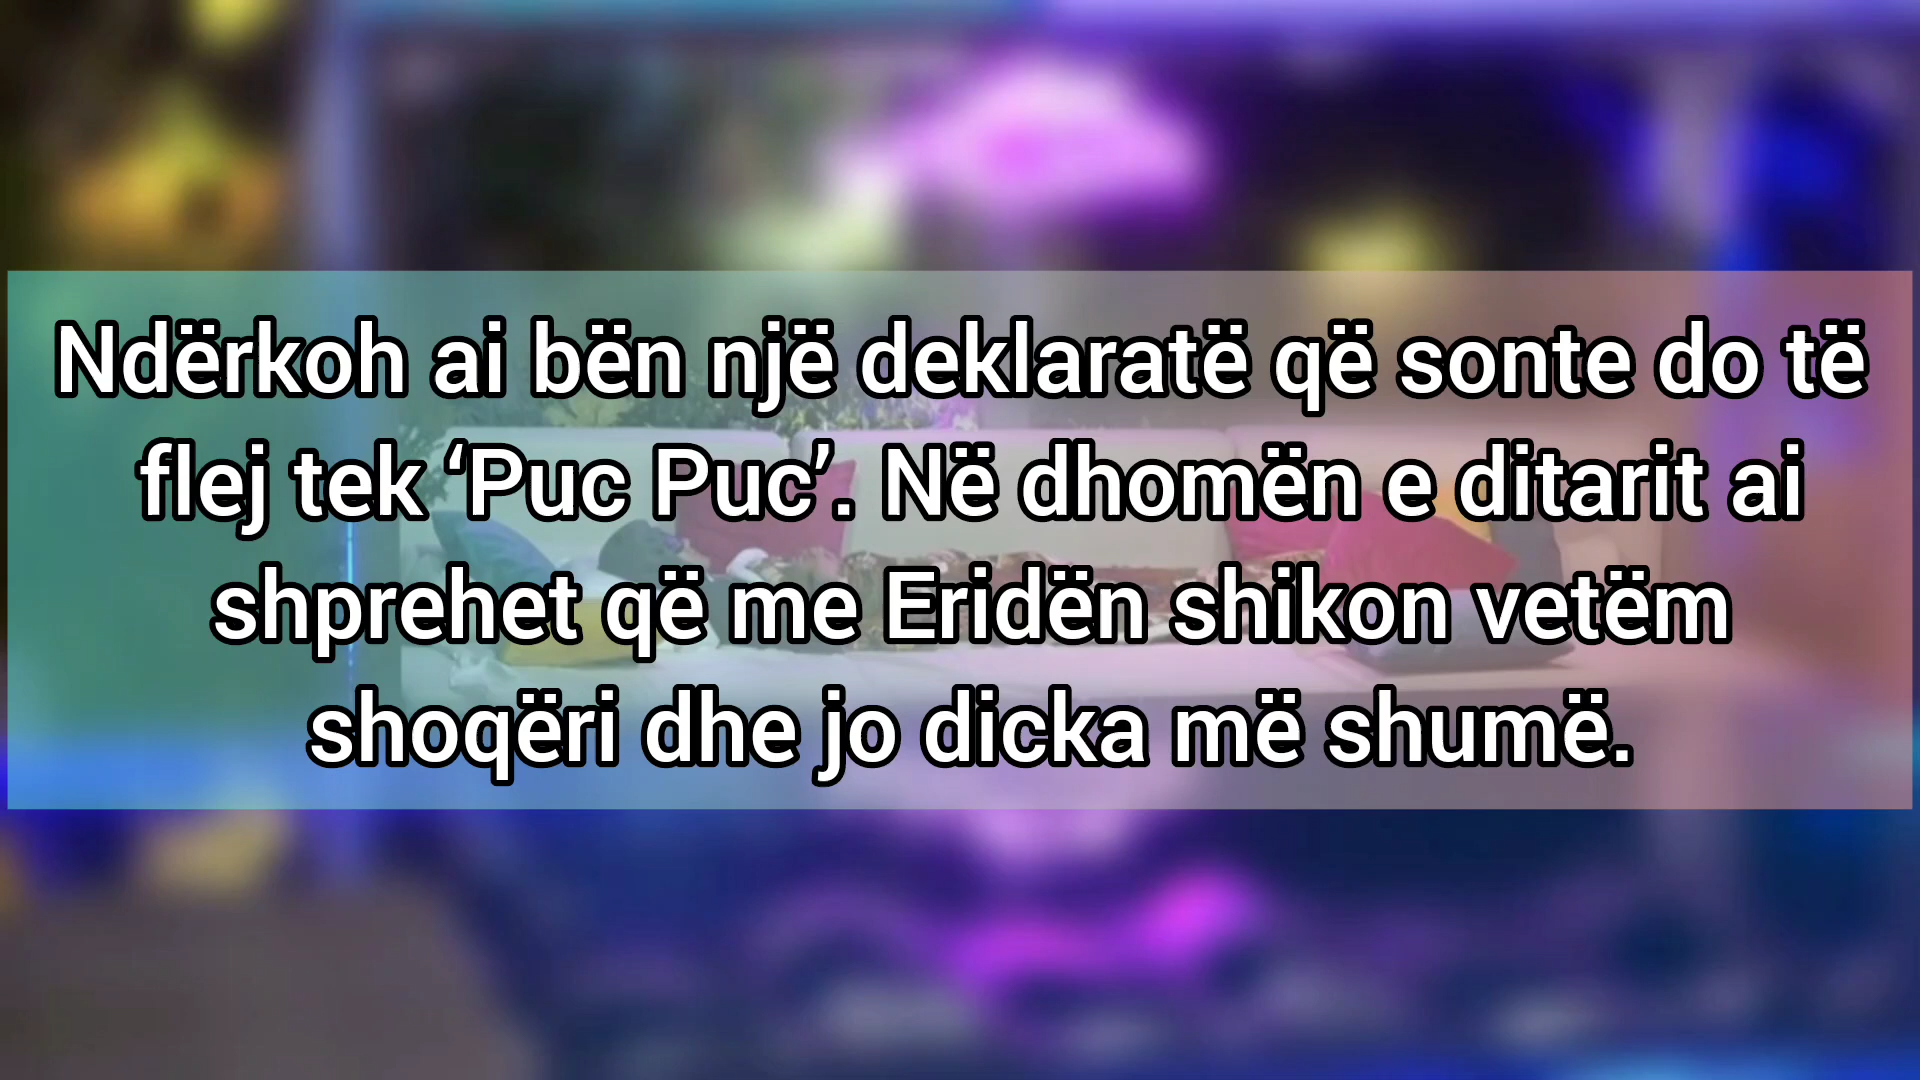 Ndërkoh ai bën një deklaratë që sonte do të
flej tek ‘Puc Puc’. Në dhomën e ditarit ai
shprehet që me Eridën shikon vetëm
shoqëri dhe jo dicka më shumë.